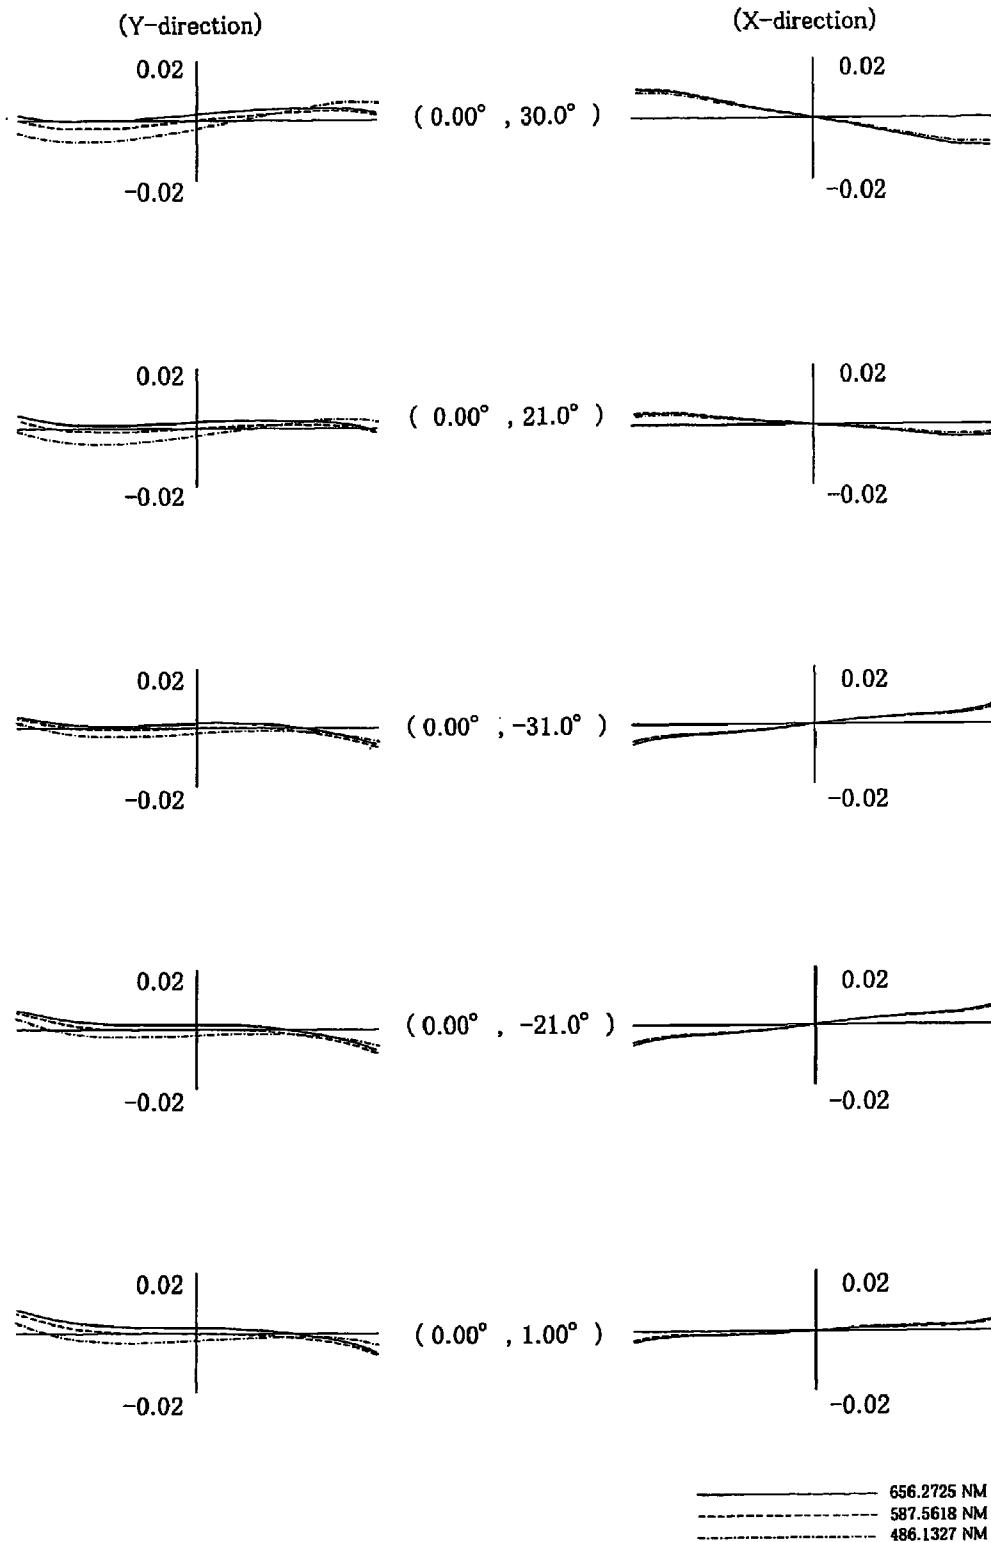 (Y-direction) (X-direction)
0.02 0.02
(0.00° , 30.0° )
-0.02 -0.02
0.02 0.02
( 0.00° , 21.0° )
-0.02 -0.02
0.02 0.02
(0.00° , -31.0° )
-0.02 -0.02
0.02 0.02
(0.00° , -21.0° )
-0.02 -0.02
0.02 0.02
(0.00° , 1.00° )
-0.02 -0.02
656.2725 NM
587.5618 NM
486.1327 NM